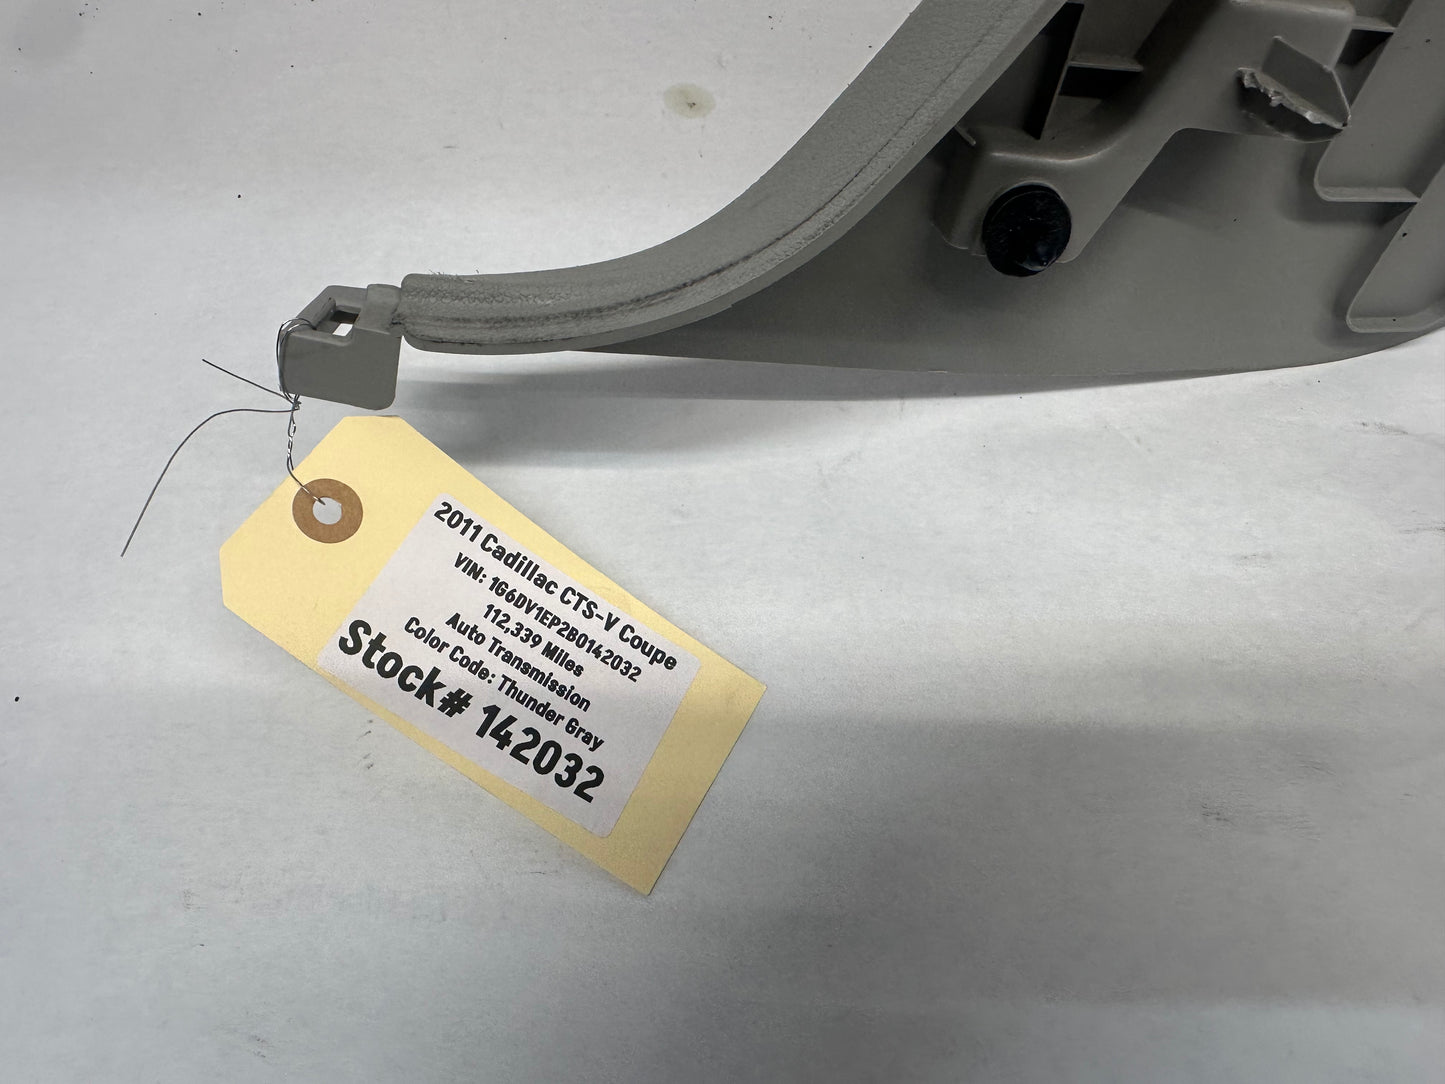 2011 Cadillac CTS-V Coupe
VIN: 1G6DV1EP2B0142032
112,339 Miles
Auto Transmission
Color Code: Thunder Gray
Stock# 142032